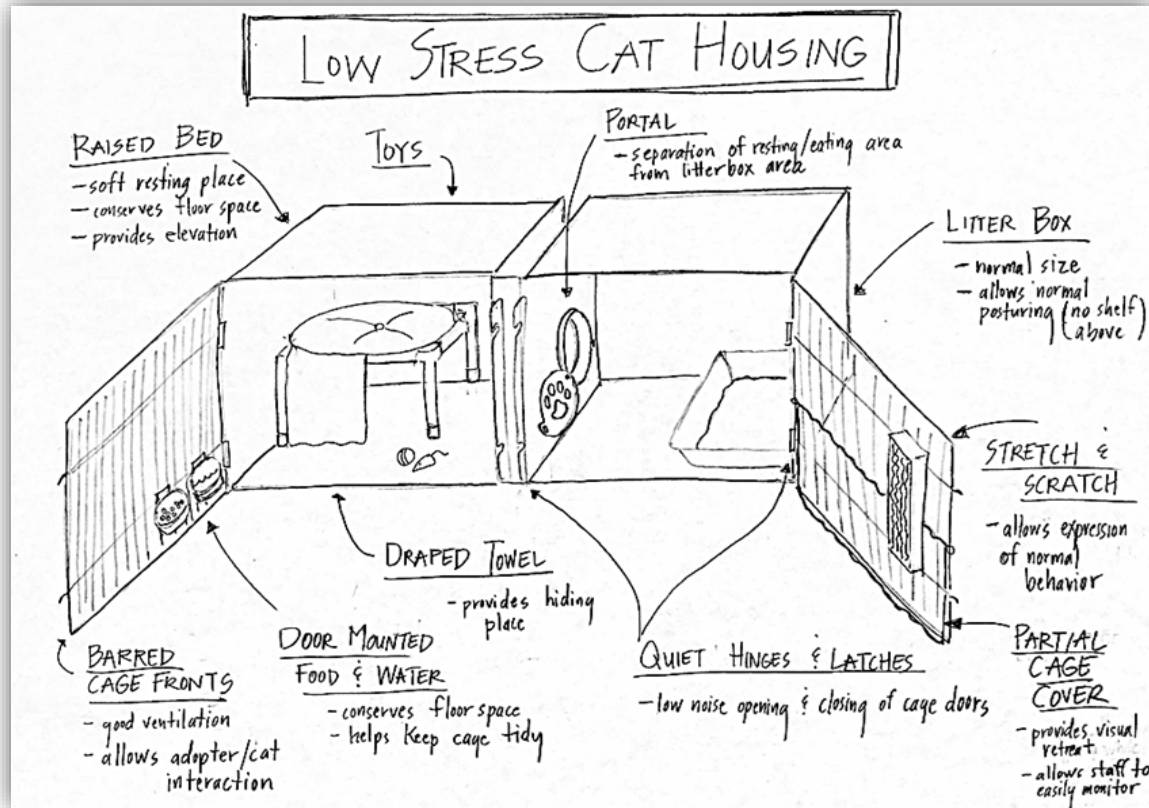 LOW STRESS CAT HOUSING
RAISED BED
- soft resting place
- conserves floor space
- provides elevation
TOYS
PORTAL
- separation of resting/eating area
from litterbox area
LITTER BOX
- normal size
- allows normal
posturing (no shelf
above)
STRETCH &
SCRATCH
- allows expression
of normal
behavior
PARTIAL
CAGE
COVER
- provides visual
retreat
- allows staff to
easily monitor
QUIET HINGES & LATCHES
- low noise opening & closing of cage doors
DRAPED TOWEL
- provides hiding
place
DOOR MOUNTED
FOOD & WATER
- conserves floor space
- helps keep cage tidy
BARRED
CAGE FRONTS
- good ventilation
- allows adopter/cat
interaction